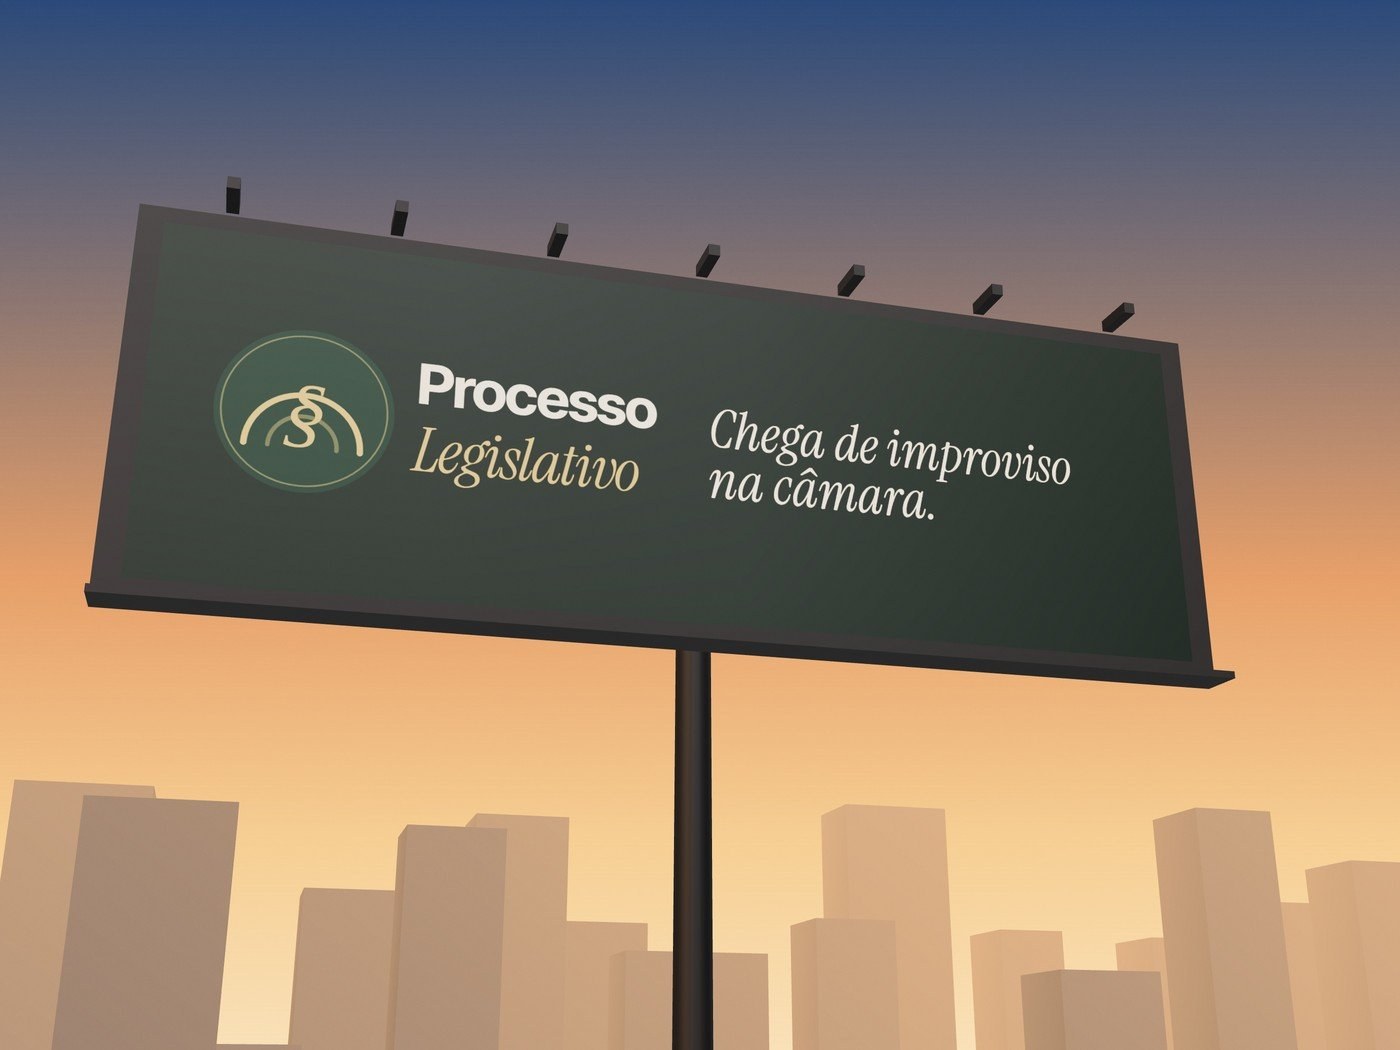 §
Processo
Legislativo
Chega de improviso
na câmara.